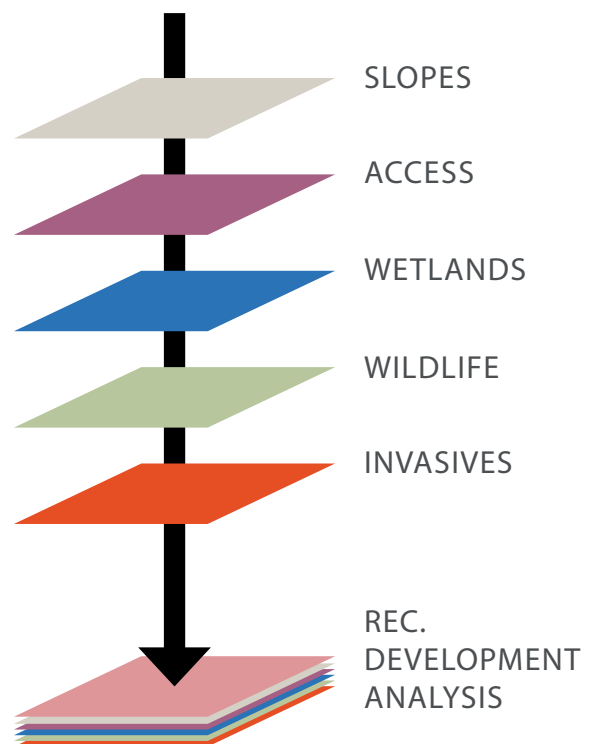 SLOPES
ACCESS
WETLANDS
WILDLIFE
INVASIVES
REC.
DEVELOPMENT
ANALYSIS